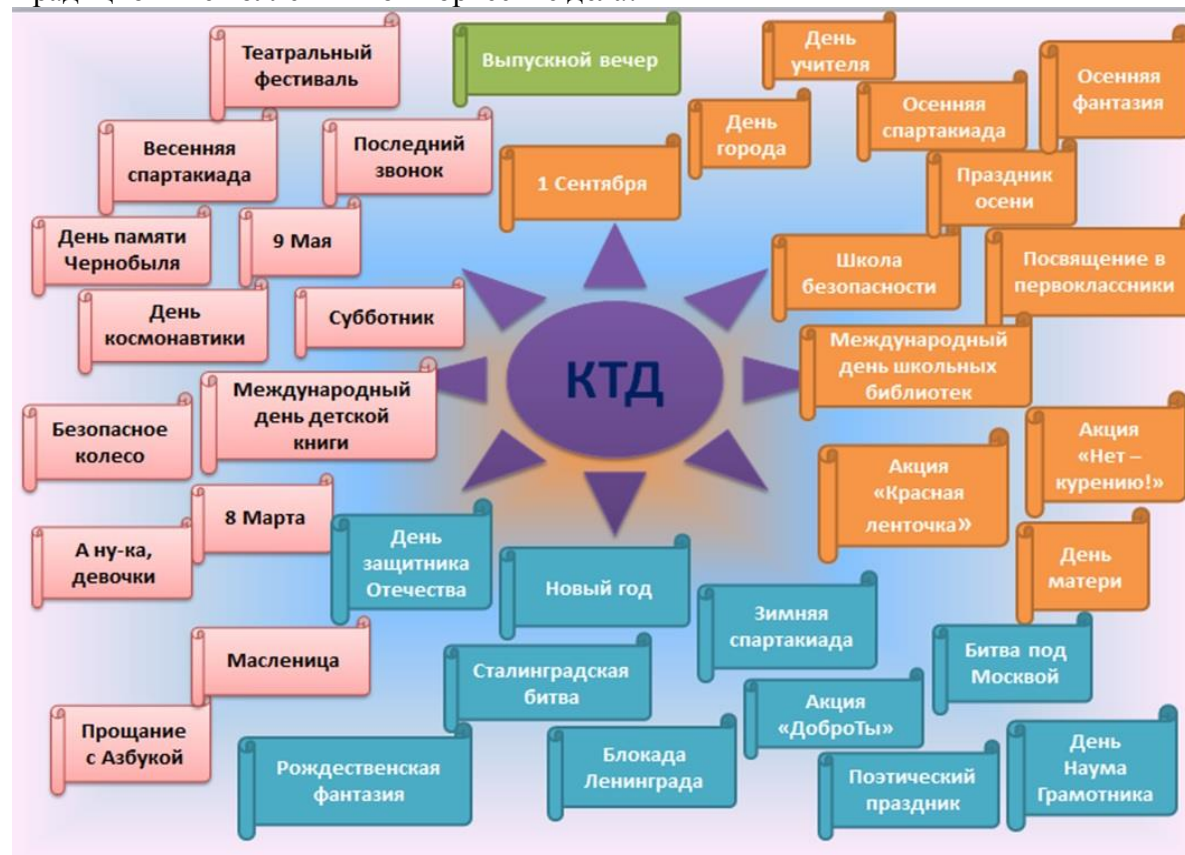 Театральный
фестиваль
Выпускной вечер
День
учителя
Осенняя
фантазия
Осенняя
спартакиада
День
города
Весенняя
спартакиада
Последний
звонок
1 Сентября
Праздник
осени
День памяти
Чернобыля
9 Мая
Школа
безопасности
Посвящение в
первоклассники
День
космонавтики
Субботник
КТД
Международный
день школьных
библиотек
Международный
день детской
книги
Безопасное
колесо
Акция
«Нет –
курению!»
Акция
«Красная
ленточка»
8 Марта
День
защитника
Отечества
А ну-ка,
девочки
Новый год
День
матери
Зимняя
спартакиада
Масленица
Сталинградская
битва
Битва под
Москвой
Акция
«ДоброТы»
Прощание
с Азбукой
Рождественская
фантазия
Блокада
Ленинграда
Поэтический
праздник
День
Наума
Грамотника